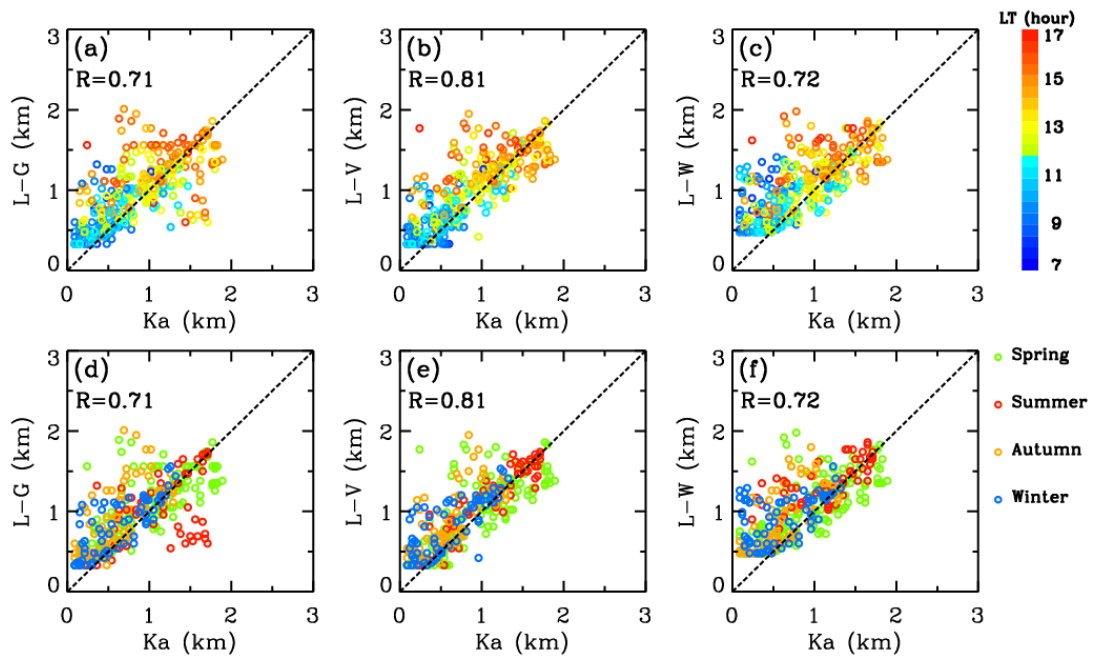 LT (hour)
3
(a)
R=0.71
2
1
0
L−G (km)
0 1 2 3
Ka (km)
3
(b)
R=0.81
2
1
0
L−V (km)
0 1 2 3
Ka (km)
3
(c)
R=0.72
2
1
0
L−W (km)
0 1 2 3
Ka (km)
17
15
13
11
9
7
3
(d)
R=0.71
2
1
0
L−G (km)
0 1 2 3
Ka (km)
3
(e)
R=0.81
2
1
0
L−V (km)
0 1 2 3
Ka (km)
3
(f)
R=0.72
2
1
0
L−W (km)
0 1 2 3
Ka (km)
Spring
Summer
Autumn
Winter